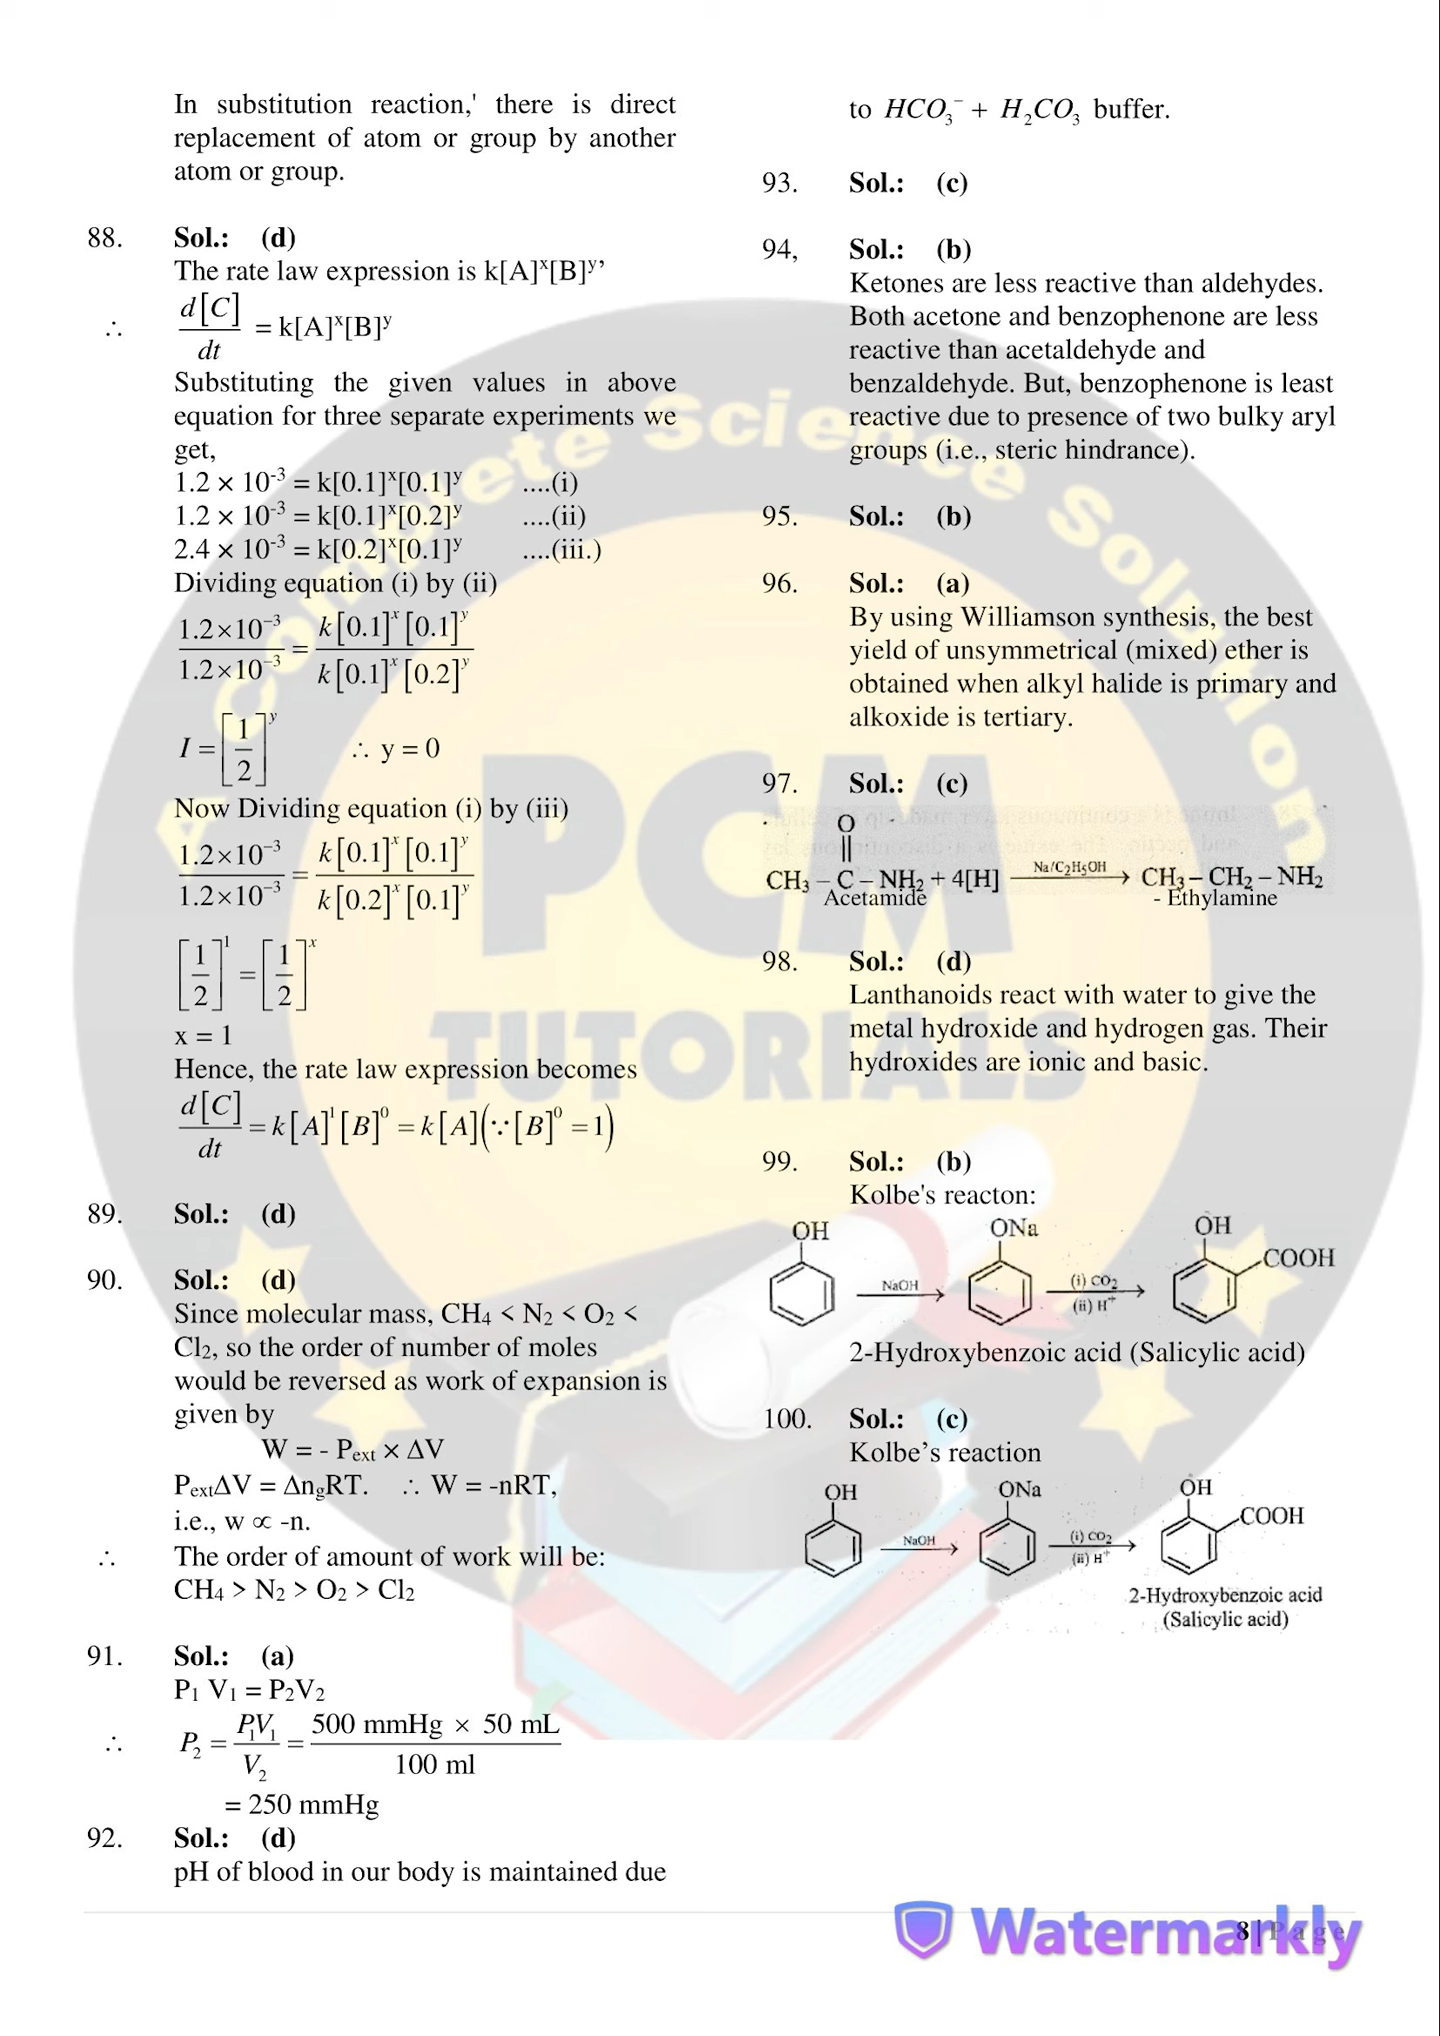 In substitution reaction,' there is direct
replacement of atom or group by another
atom or group.
88. Sol.: (d)
The rate law expression is k[A]ˣ[B]ʸ’
∴ d[C]/dt = k[A]ˣ[B]ʸ
Substituting the given values in above
equation for three separate experiments we
get,
1.2 × 10⁻³ = k[0.1]ˣ[0.1]ʸ ....(i)
1.2 × 10⁻³ = k[0.1]ˣ[0.2]ʸ ....(ii)
2.4 × 10⁻³ = k[0.2]ˣ[0.1]ʸ ....(iii.)
Dividing equation (i) by (ii)
1.2×10⁻³/1.2×10⁻³ = k[0.1]ˣ[0.1]ʸ/k[0.1]ˣ[0.2]ʸ
I = [1/2]ʸ ∴ y = 0
Now Dividing equation (i) by (iii)
1.2×10⁻³/1.2×10⁻³ = k[0.1]ˣ[0.1]ʸ/k[0.2]ˣ[0.1]ʸ
[1/2]¹ = [1/2]ˣ
x = 1
Hence, the rate law expression becomes
d[C]/dt = k[A]¹[B]⁰ = k[A](∵[B]⁰ = 1)
89. Sol.: (d)
90. Sol.: (d)
Since molecular mass, CH₄ < N₂ < O₂ <
Cl₂, so the order of number of moles
would be reversed as work of expansion is
given by
W = - Pₑₓₜ × ΔV
PₑₓₜΔV = Δn_gRT. ∴ W = -nRT,
i.e., w ∝ -n.
∴ The order of amount of work will be:
CH₄ > N₂ > O₂ > Cl₂
91. Sol.: (a)
P₁ V₁ = P₂V₂
∴ P₂ = P₁V₁/V₂ = 500 mmHg × 50 mL/100 ml
= 250 mmHg
92. Sol.: (d)
pH of blood in our body is maintained due
to HCO₃⁻ + H₂CO₃ buffer.
93. Sol.: (c)
94, Sol.: (b)
Ketones are less reactive than aldehydes.
Both acetone and benzophenone are less
reactive than acetaldehyde and
benzaldehyde. But, benzophenone is least
reactive due to presence of two bulky aryl
groups (i.e., steric hindrance).
95. Sol.: (b)
96. Sol.: (a)
By using Williamson synthesis, the best
yield of unsymmetrical (mixed) ether is
obtained when alkyl halide is primary and
alkoxide is tertiary.
97. Sol.: (c)
O
CH₃ – C – NH₂ + 4[H] Na/C₂H₅OH → CH₃ – CH₂ – NH₂
Acetamide - Ethylamine
98. Sol.: (d)
Lanthanoids react with water to give the
metal hydroxide and hydrogen gas. Their
hydroxides are ionic and basic.
99. Sol.: (b)
Kolbe's reacton:
OH ONa OH
COOH
NaOH → (i) CO₂ →
(ii) H⁺
2-Hydroxybenzoic acid (Salicylic acid)
100. Sol.: (c)
Kolbe’s reaction
OH ONa OH
COOH
NaOH → (i) CO₂ →
(ii) H⁺
2-Hydroxybenzoic acid
(Salicylic acid)
A Complete Science Solution
PCM
TUTORIALS
8 | Page
Watermarkly